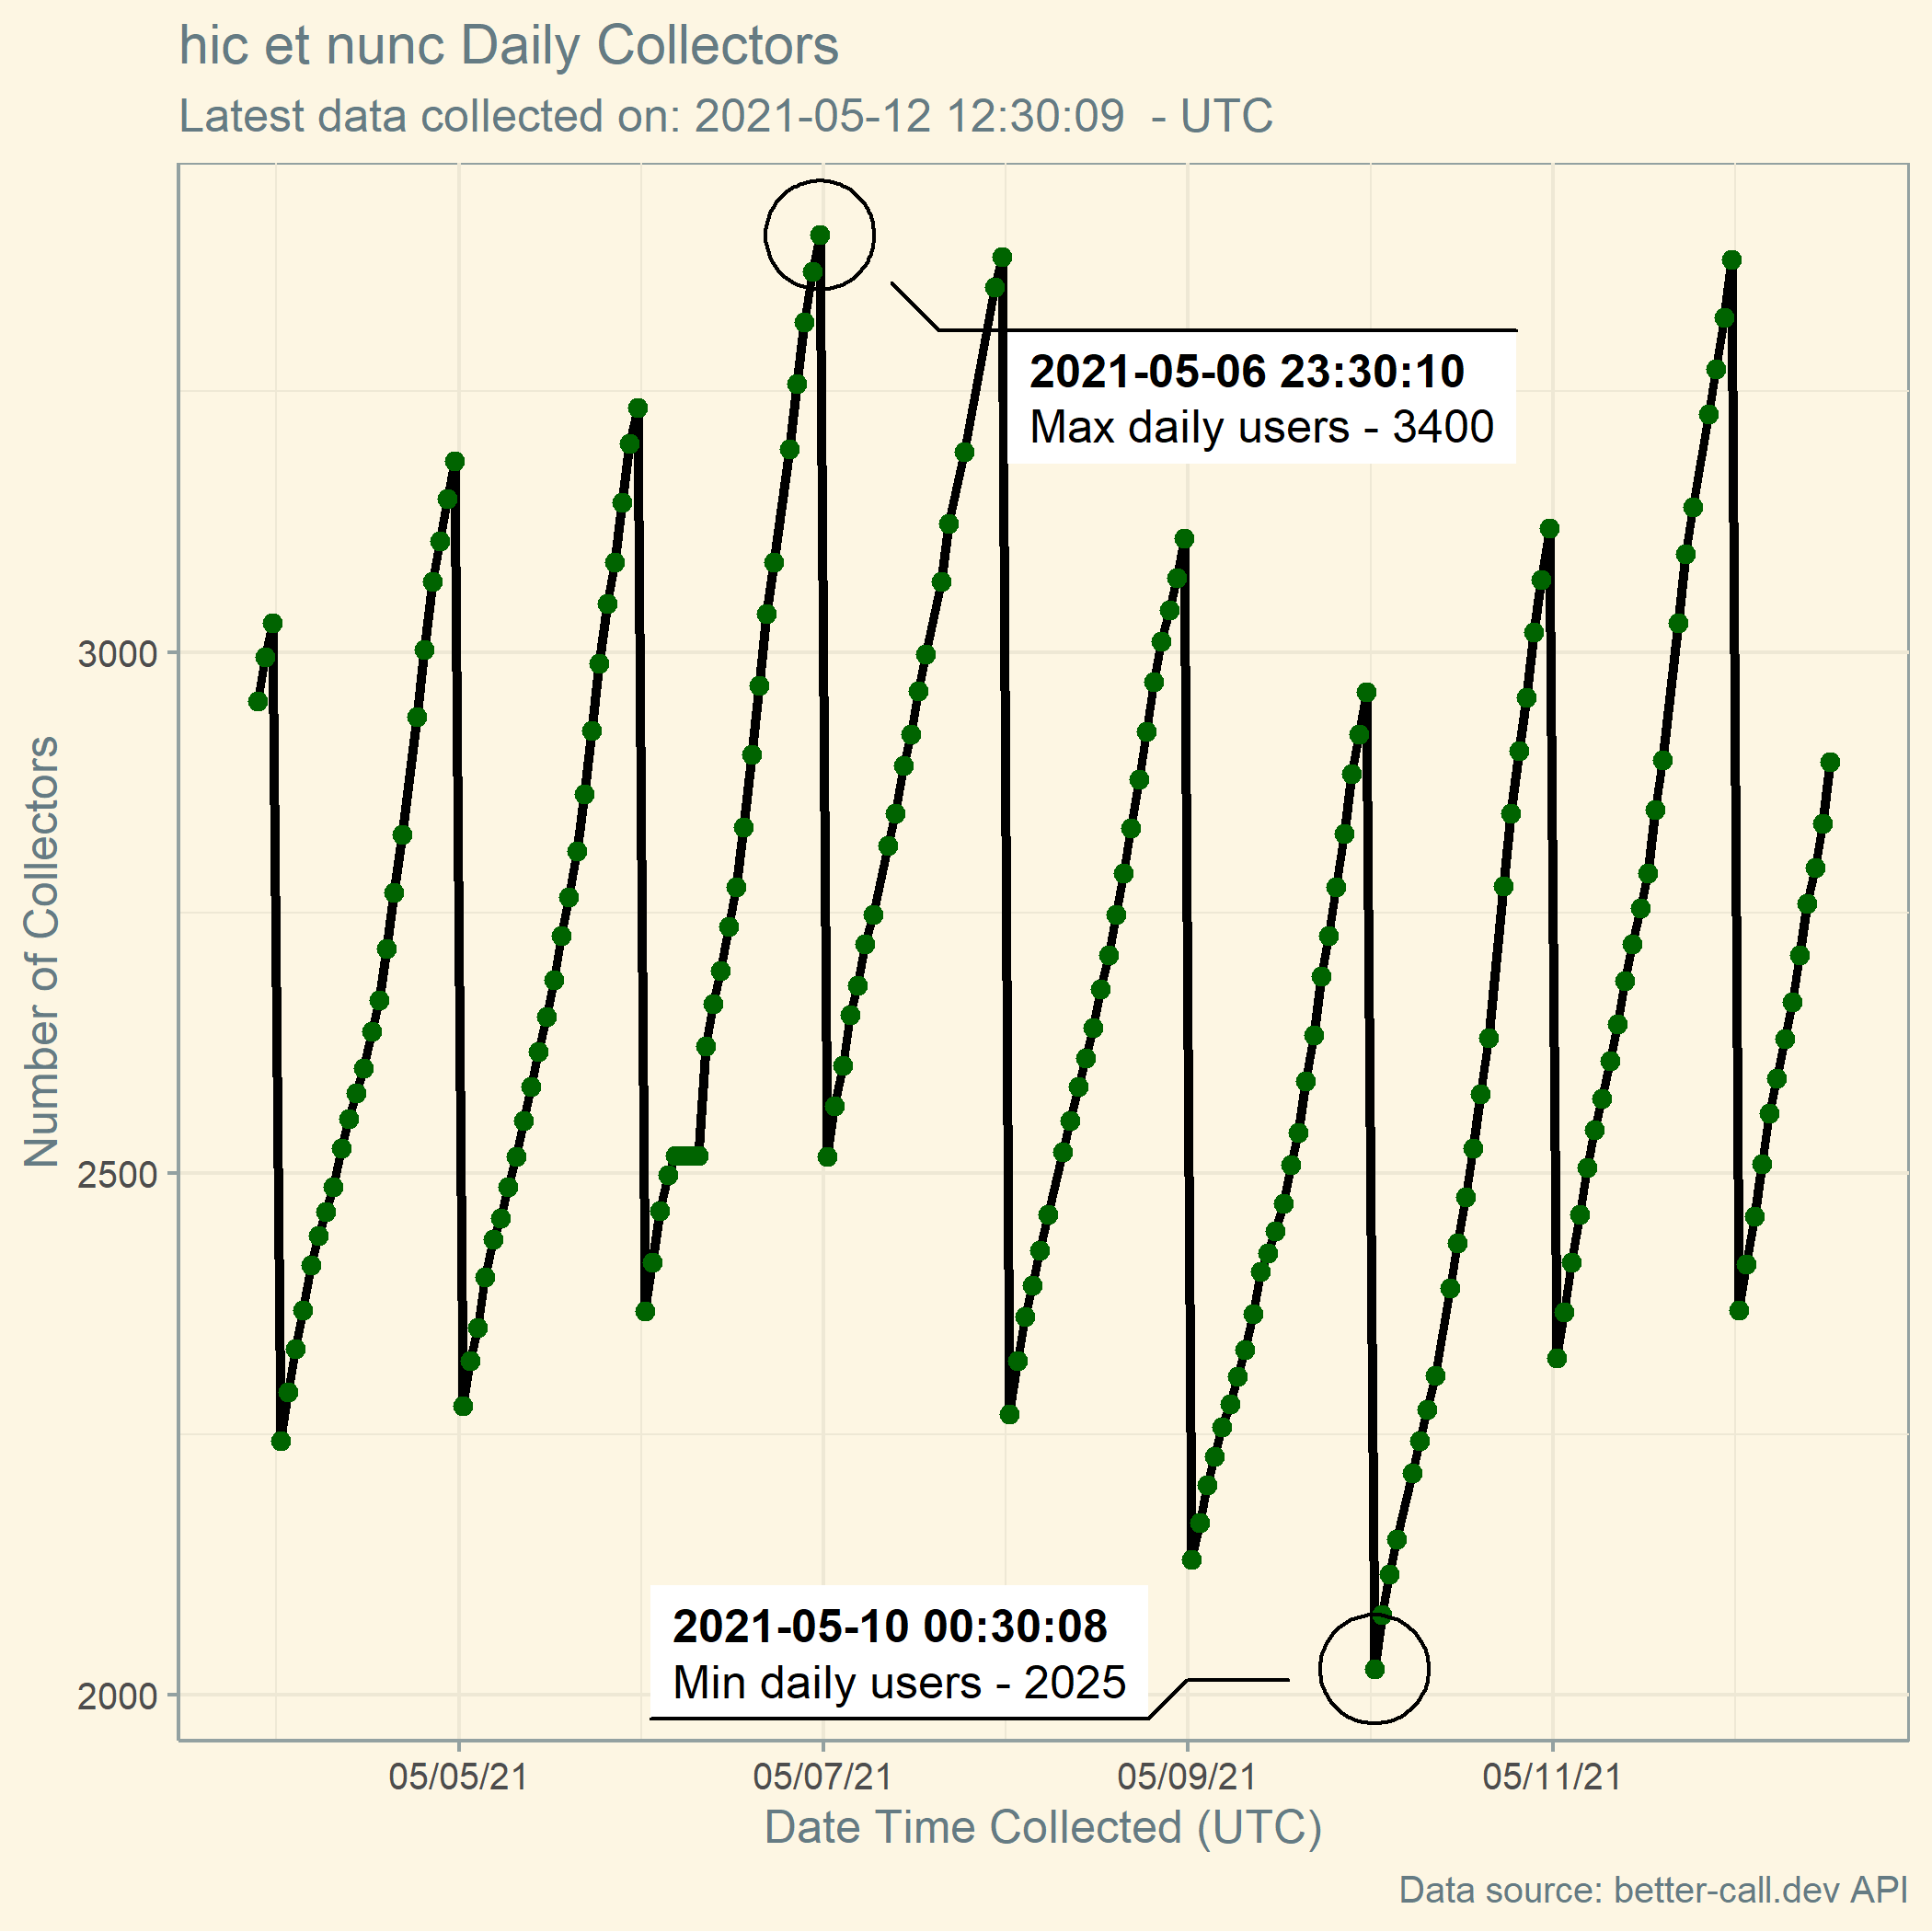 hic et nunc Daily Collectors
Latest data collected on: 2021-05-12 12:30:09  - UTC
2021-05-06 23:30:10
Max daily users - 3400
3000
Number of Collectors
2500
2021-05-10 00:30:08
Min daily users - 2025
2000
05/05/21
05/07/21
05/09/21
05/11/21
Date Time Collected (UTC)
Data source: better-call.dev API